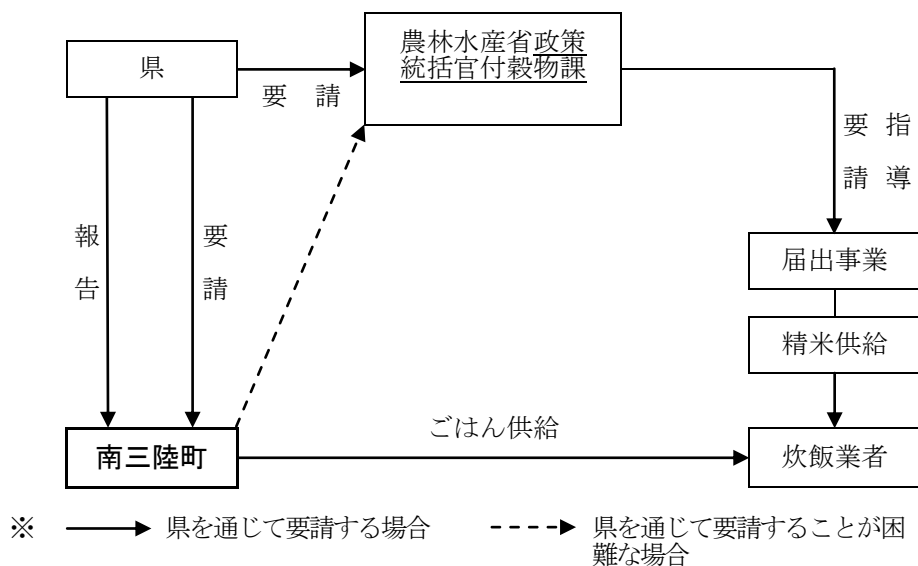 県
農林水産省政策
統括官付穀物課
要請
要請
指導
報告
要請
届出事業
精米供給
南三陸町
ごはん供給
炊飯業者
※
県を通じて要請する場合
県を通じて要請することが困
難な場合